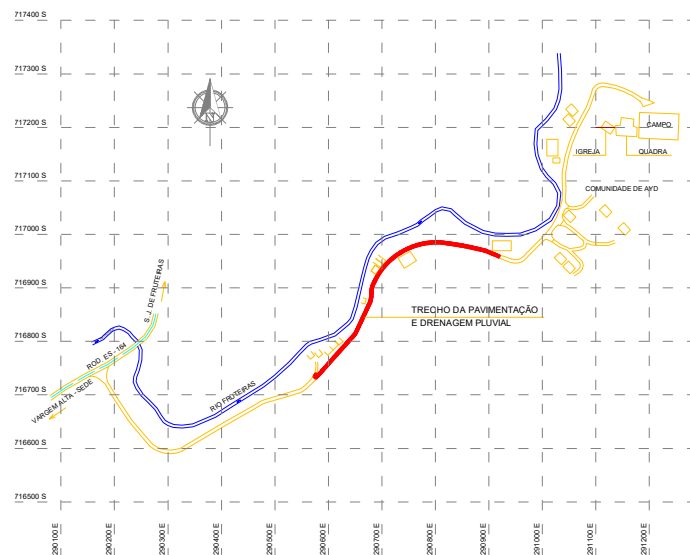 717400 S
717300 S
717200 S
717100 S
717000 S
716900 S
716800 S
716700 S
716600 S
716500 S
N
CAMPO
IGREJA
QUADRA
COMUNIDADE DE AYD
TRECHO DA PAVIMENTAÇÃO
E DRENAGEM PLUVIAL
S. J. DE FRUTEIRAS
ROD. ES - 164
VARGEM ALTA - SEDE
RIO FRUTEIRAS
290100 E
290200 E
290300 E
290400 E
290500 E
290600 E
290700 E
290800 E
290900 E
291000 E
291100 E
291200 E